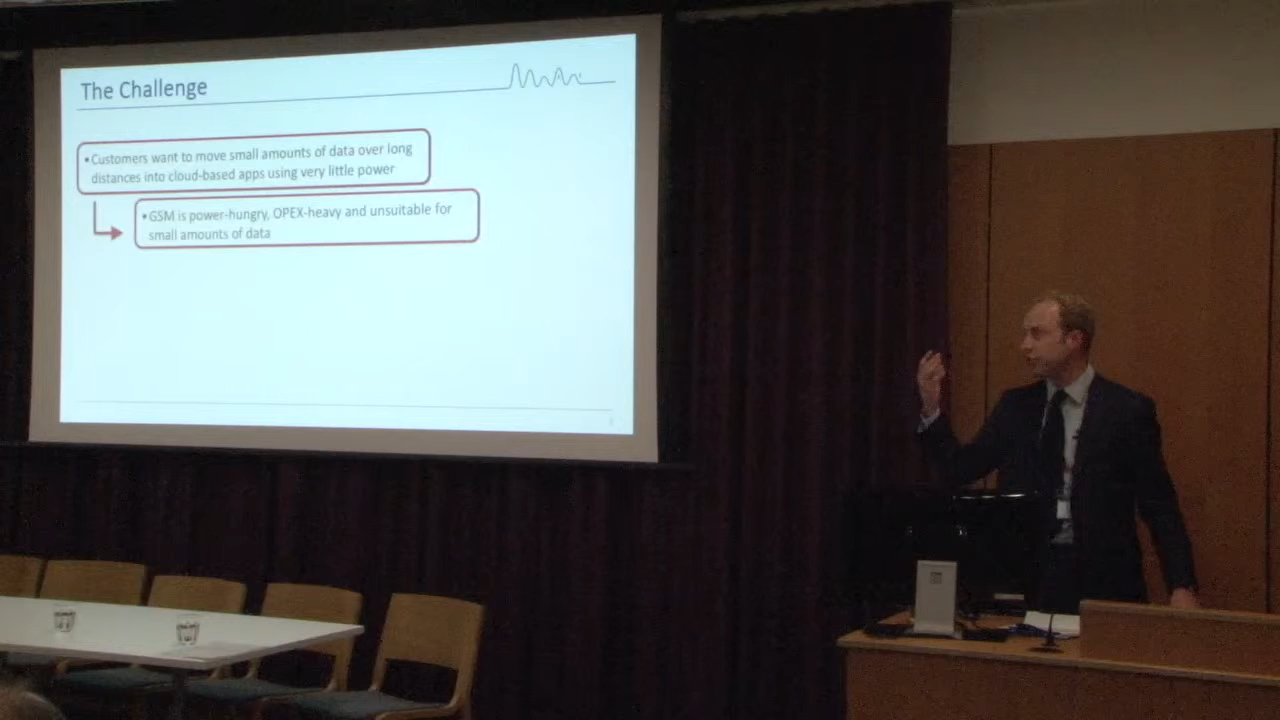 The Challenge
• Customers want to move small amounts of data over long
distances into cloud-based apps using very little power
• GSM is power-hungry, OPEX-heavy and unsuitable for
small amounts of data